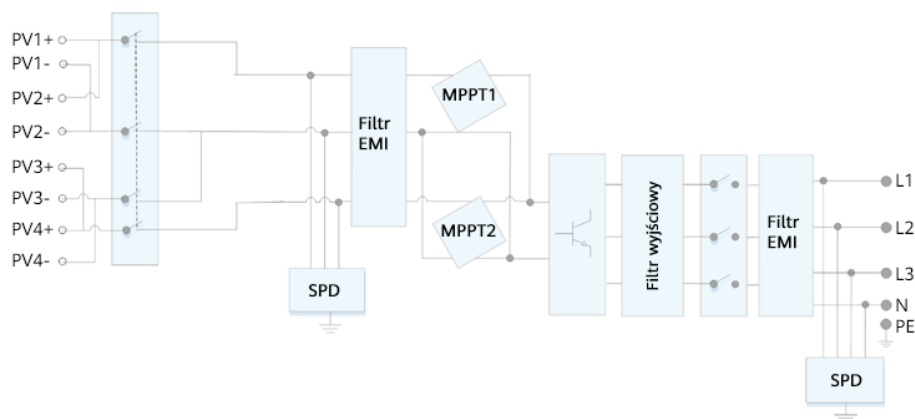 PV1+
PV1-
PV2+
PV2-
PV3+
PV3-
PV4+
PV4-
SPD
Filtr
EMI
MPPT1
MPPT2
Filtr wyjściowy
Filtr
EMI
L1
L2
L3
N
PE
SPD